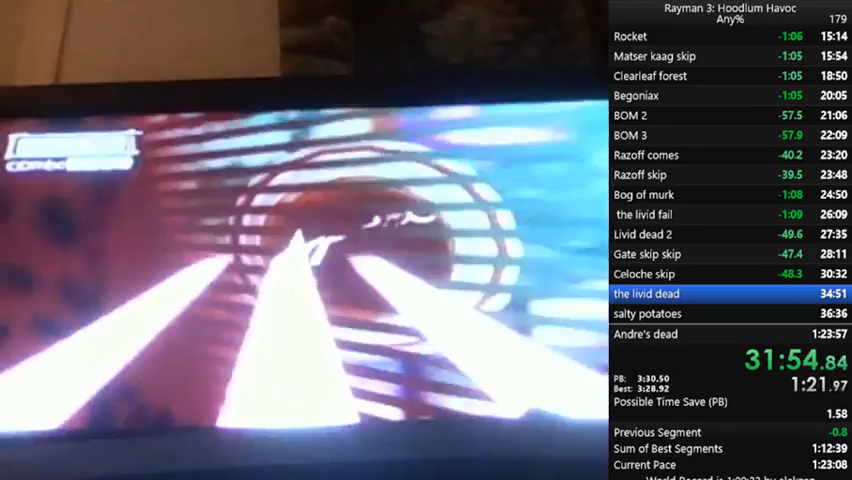 Rayman 3: Hoodlum Havoc
Any% 179
Rocket -1:06 15:14
Matser kaag skip -1:05 15:54
Clearleaf forest -1:05 18:50
Begoniax -1:05 20:05
BOM 2 -57.5 21:06
BOM 3 -57.9 22:09
Razoff comes -40.2 23:20
Razoff skip -39.5 23:48
Bog of murk -1:08 24:50
the livid fail -1:09 26:09
Livid dead 2 -49.6 27:35
Gate skip skip -47.4 28:11
Celoche skip -48.3 30:32
the livid dead 34:51
salty potatoes 36:36
Andre's dead 1:23:57
31:54.84
PB: 3:30.50 1:21.97
Best: 3:28.92
Possible Time Save (PB)
1.58
Previous Segment -0.8
Sum of Best Segments 1:12:39
Current Pace 1:23:08
World Record is